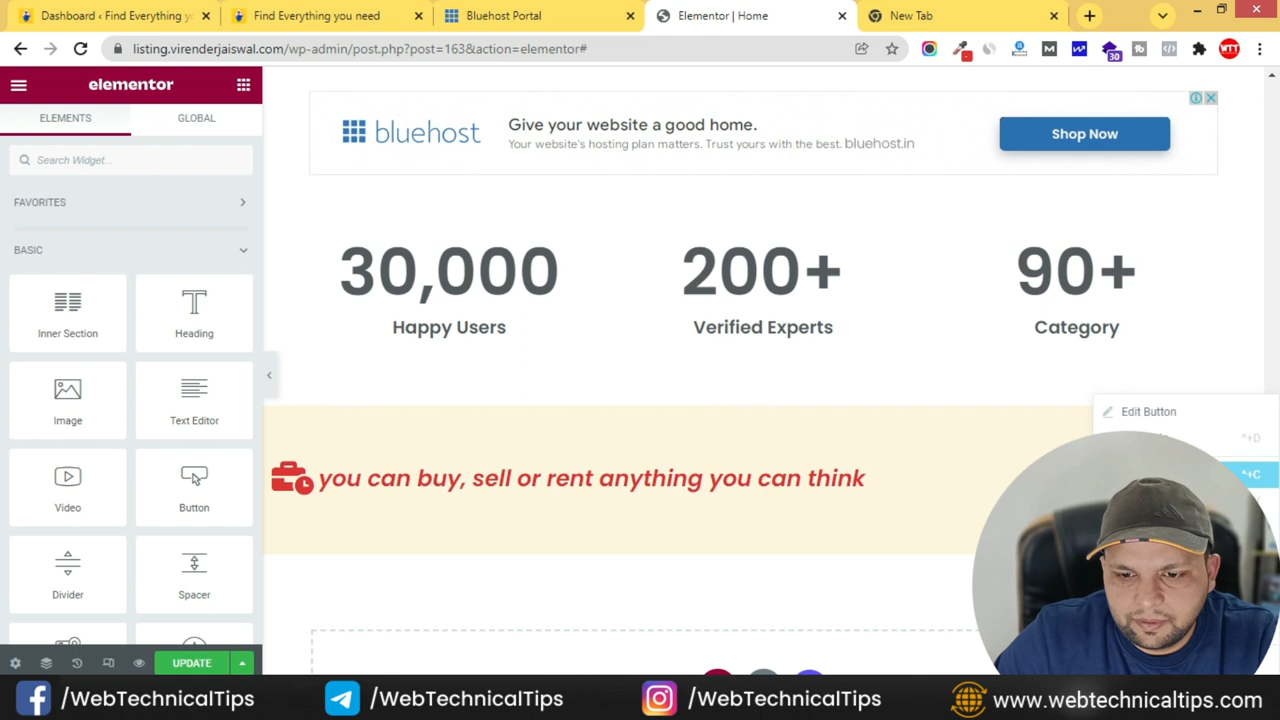 Dashboard ‹ Find Everything yo
Find Everything you need
Bluehost Portal
Elementor | Home
New Tab
listing.virenderjaiswal.com/wp-admin/post.php?post=163&action=elementor#
30
WTT
elementor
ELEMENTS
GLOBAL
Search Widget...
FAVORITES
BASIC
Inner Section
Heading
Image
Text Editor
Video
Button
Divider
Spacer
UPDATE
bluehost
Give your website a good home.
Your website's hosting plan matters. Trust yours with the best. bluehost.in
Shop Now
30,000
200+
90+
Happy Users
Verified Experts
Category
Edit Button
^+D
^+C
you can buy, sell or rent anything you can think
/WebTechnicalTips
/WebTechnicalTips
/WebTechnicalTips
www.webtechnicaltips.com